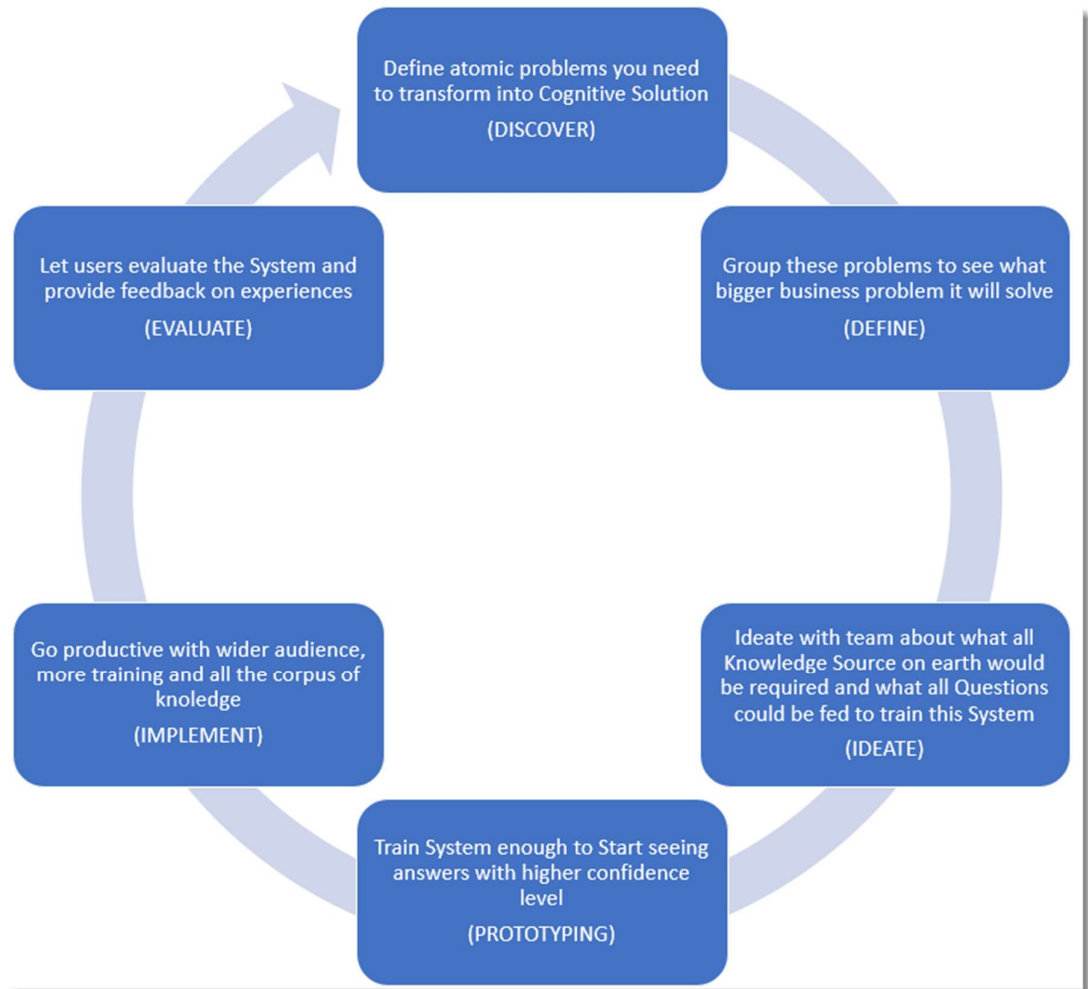 Define atomic problems you need
to transform into Cognitive Solution
(DISCOVER)
Group these problems to see what
bigger business problem it will solve
(DEFINE)
Ideate with team about what all
Knowledge Source on earth would
be required and what all Questions
could be fed to train this System
(IDEATE)
Train System enough to Start seeing
answers with higher confidence
level
(PROTOTYPING)
Go productive with wider audience,
more training and all the corpus of
knoledge
(IMPLEMENT)
Let users evaluate the System and
provide feedback on experiences
(EVALUATE)